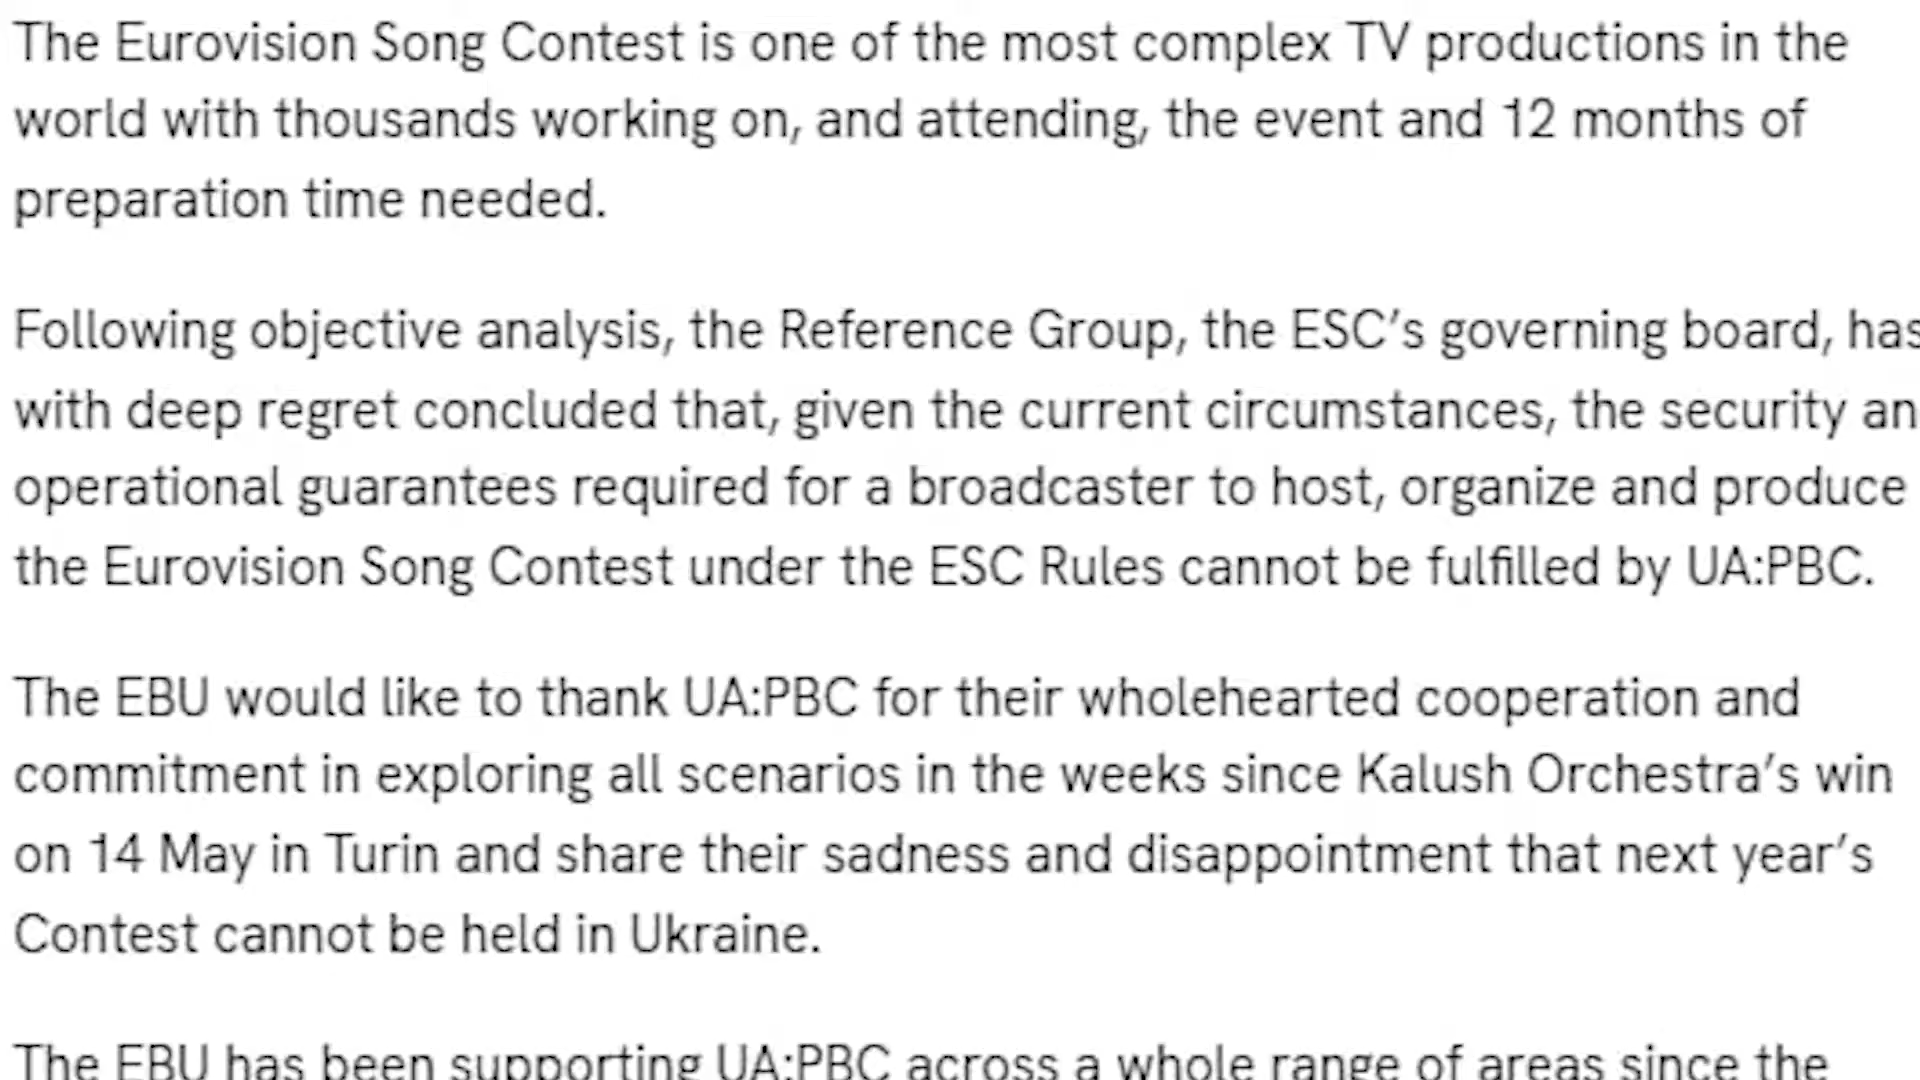 The Eurovision Song Contest is one of the most complex TV productions in the
world with thousands working on, and attending, the event and 12 months of
preparation time needed.
Following objective analysis, the Reference Group, the ESC’s governing board, has
with deep regret concluded that, given the current circumstances, the security an
operational guarantees required for a broadcaster to host, organize and produce
the Eurovision Song Contest under the ESC Rules cannot be fulfilled by UA:PBC.
The EBU would like to thank UA:PBC for their wholehearted cooperation and
commitment in exploring all scenarios in the weeks since Kalush Orchestra’s win
on 14 May in Turin and share their sadness and disappointment that next year’s
Contest cannot be held in Ukraine.
The EBU has been supporting UA:PBC across a whole range of areas since the